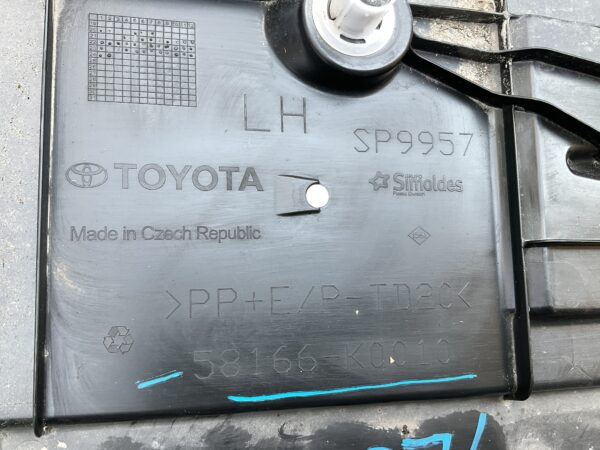 LH
SP9957
TOYOTA
Simoldes
Made in Czech Republic
>PP+E/P-TD20<
58166-K0010